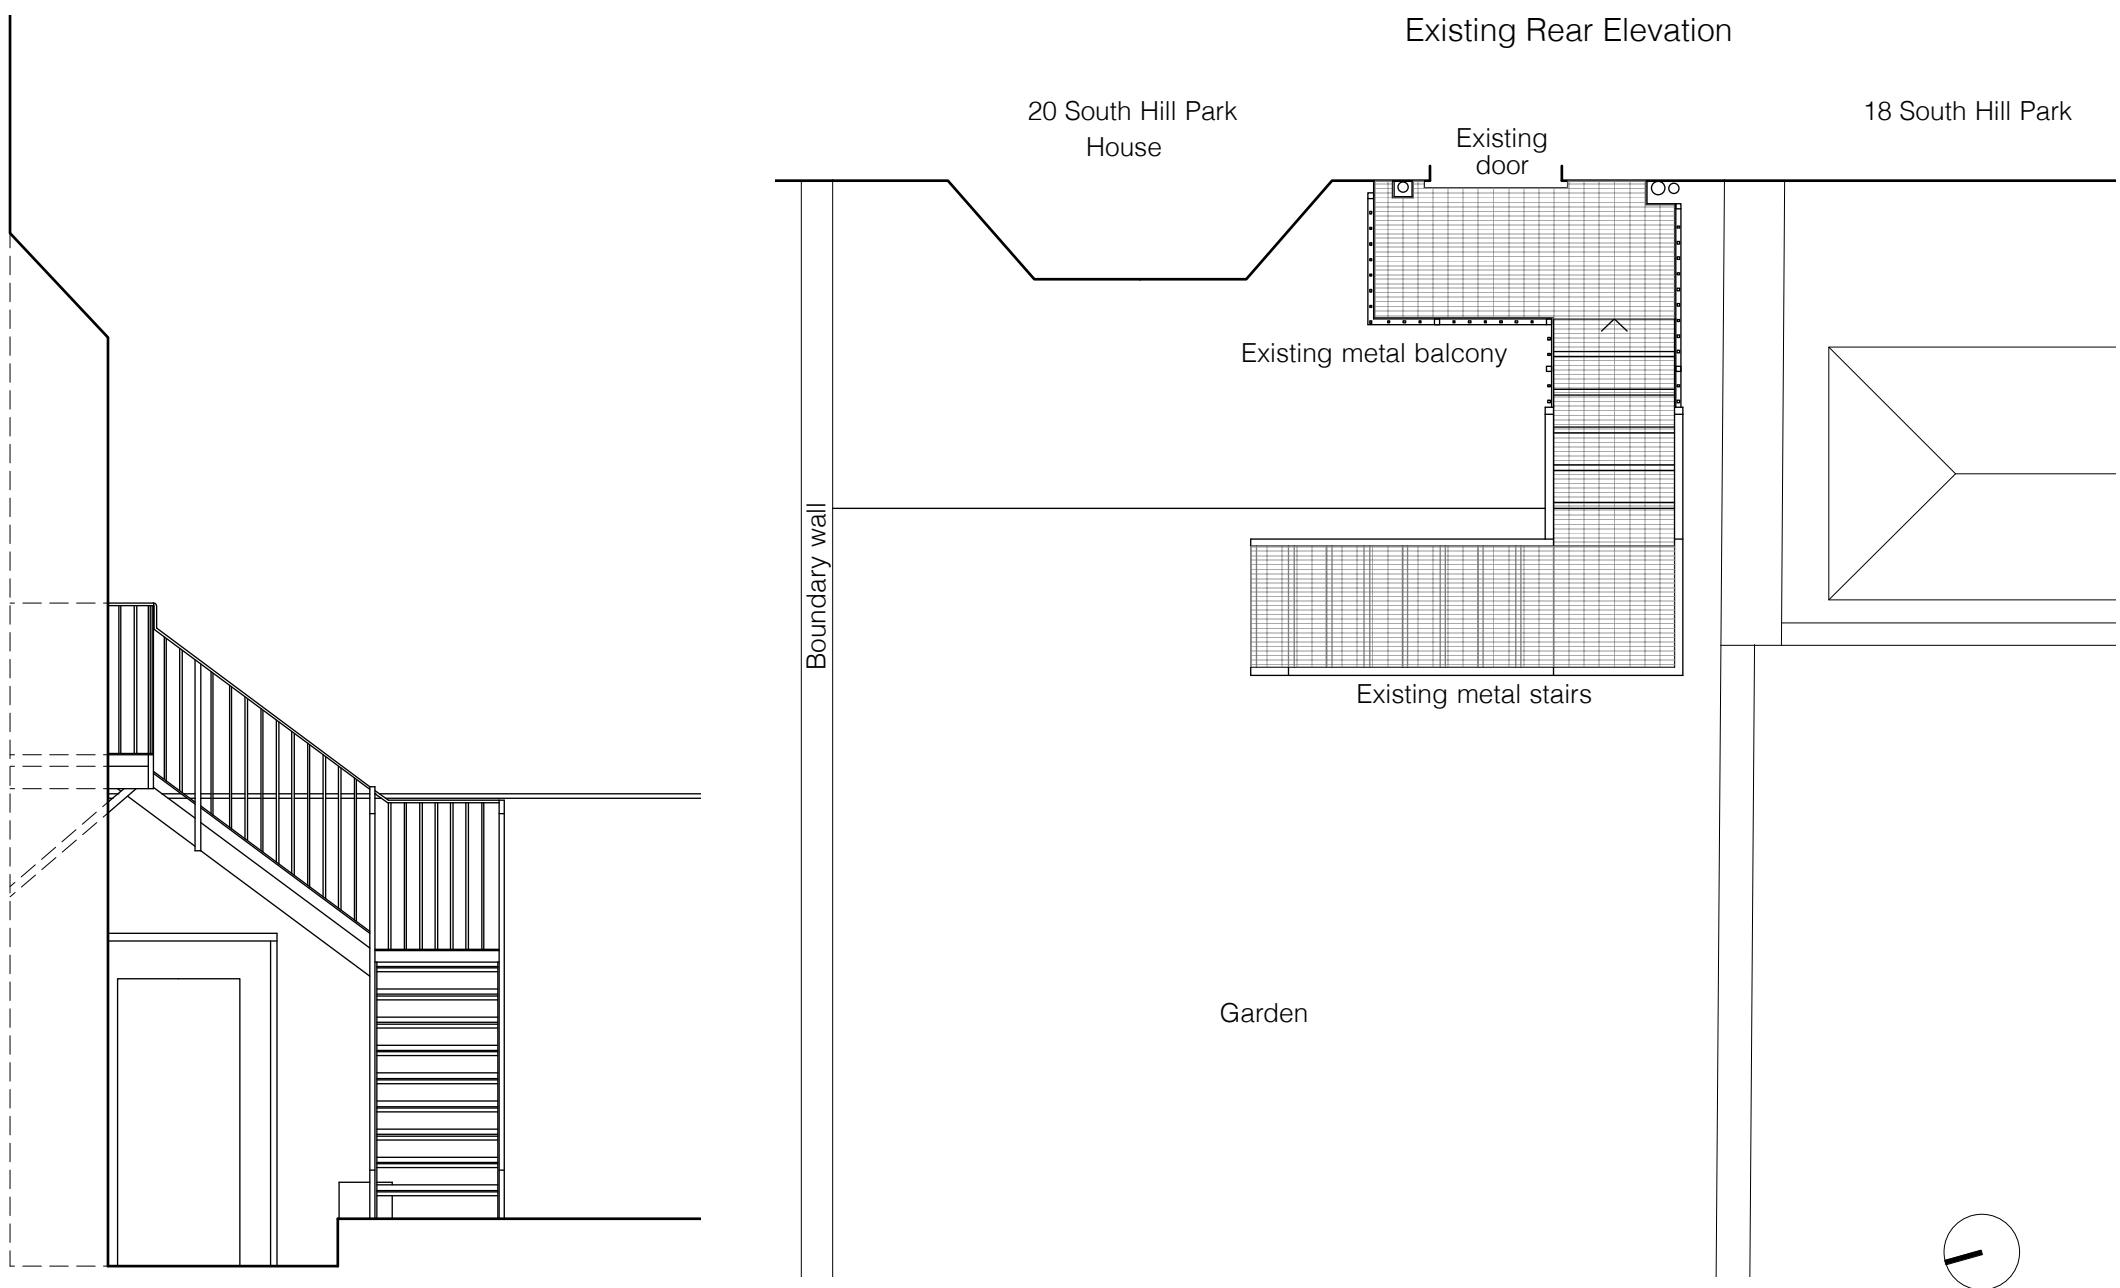 Existing Rear Elevation
20 South Hill Park
House
Existing
door
18 South Hill Park
Existing metal balcony
Boundary wall
Existing metal stairs
Garden